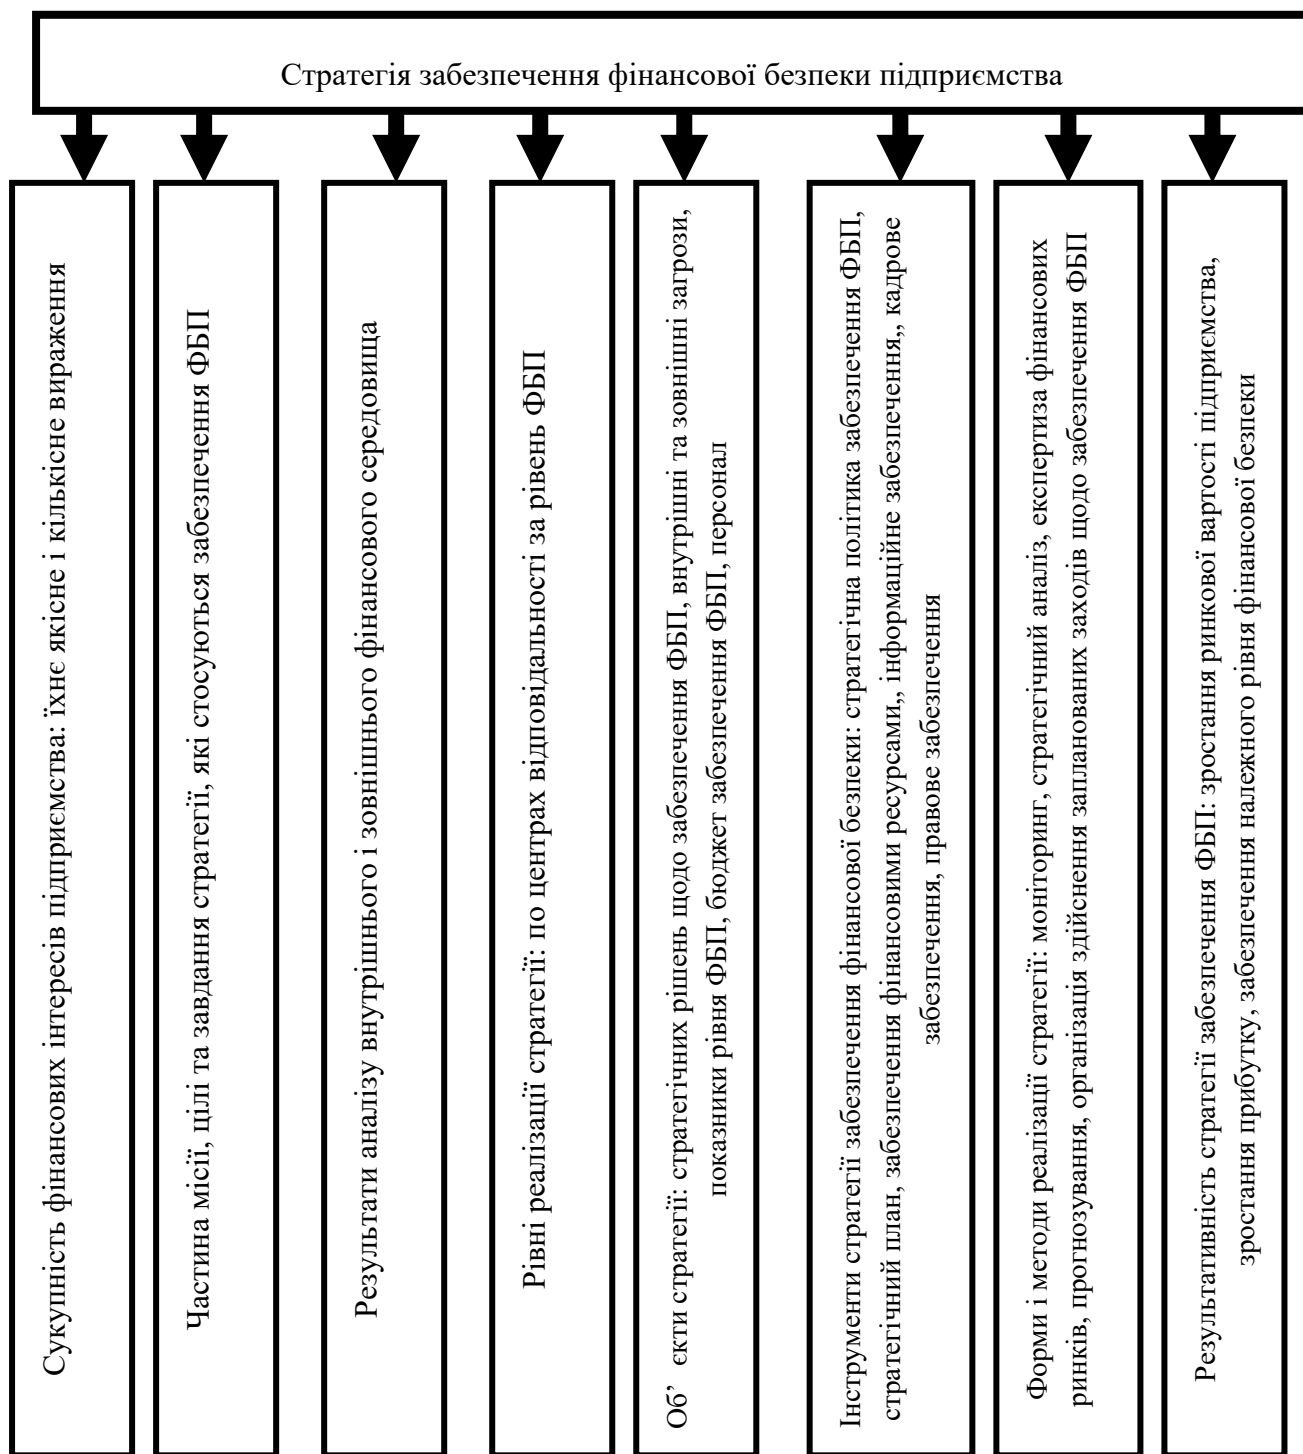 Стратегія забезпечення фінансової безпеки підприємства
Сукупність фінансових інтересів підприємства: їхнє якісне і кількісне вираження
Частина місії, цілі та завдання стратегії, які стосуються забезпечення ФБП
Результати аналізу внутрішнього і зовнішнього фінансового середовища
Рівні реалізації стратегії: по центрах відповідальності за рівень ФБП
Об’ єкти стратегії: стратегічних рішень щодо забезпечення ФБП, внутрішні та зовнішні загрози,
показники рівня ФБП, бюджет забезпечення ФБП, персонал
Інструменти стратегії забезпечення фінансової безпеки: стратегічна політика забезпечення ФБП,
стратегічний план, забезпечення фінансовими ресурсами,, інформаційне забезпечення,, кадрове
забезпечення, правове забезпечення
Форми і методи реалізації стратегії: моніторинг, стратегічний аналіз, експертиза фінансових
ринків, прогнозування, організація здійснення запланованих заходів щодо забезпечення ФБП
Результативність стратегії забезпечення ФБП: зростання ринкової вартості підприємства,
зростання прибутку, забезпечення належного рівня фінансової безпеки